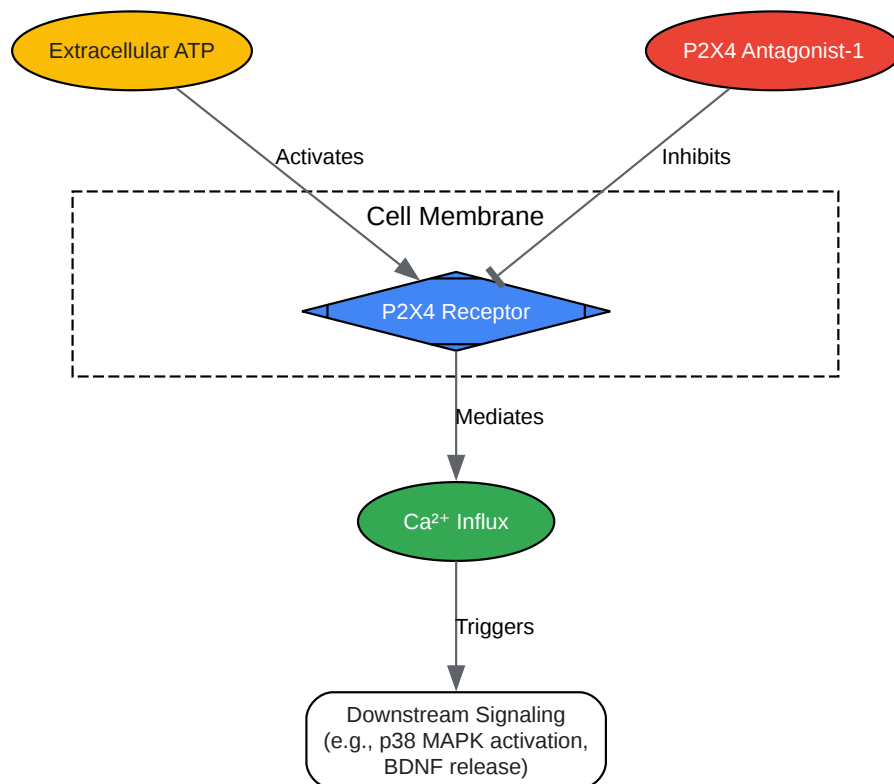 Extracellular ATP
P2X4 Antagonist-1
Activates
Inhibits
Cell Membrane
P2X4 Receptor
Mediates
Ca²⁺ Influx
Triggers
Downstream Signaling
(e.g., p38 MAPK activation,
BDNF release)